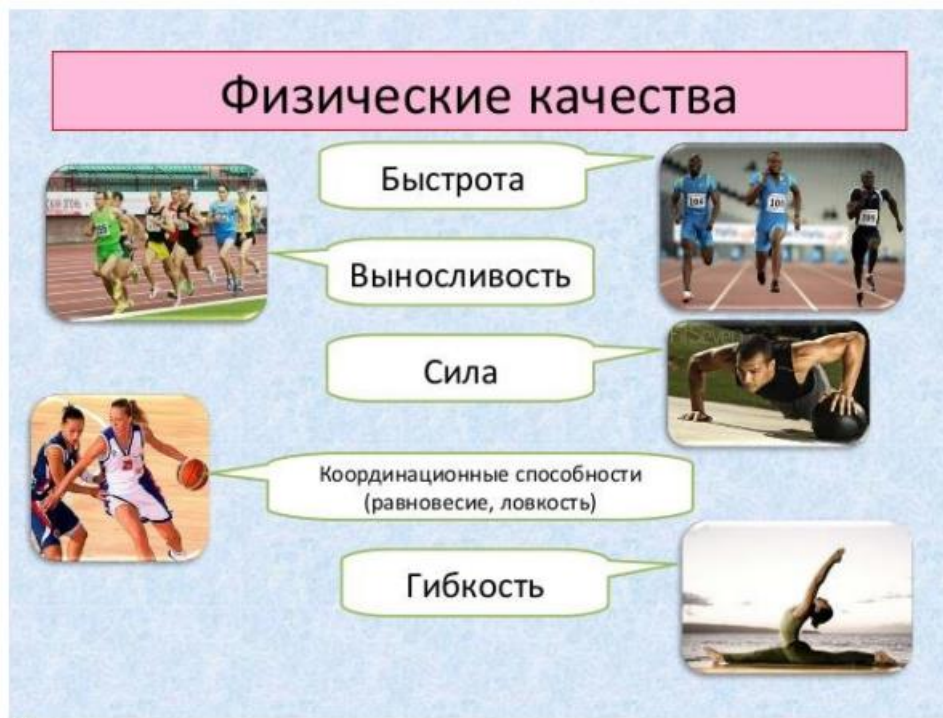 Физические качества
Быстрота
Выносливость
Сила
Координационные способности
(равновесие, ловкость)
Гибкость